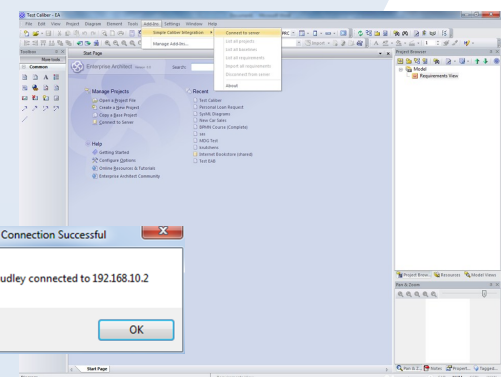 Test Caliber - EA
File Edit View Project Diagram Element Tools Add-Ins Settings Window Help
Simple Caliber Integration
Manage Add-Ins...
Connect to server
List all projects
List all baselines
List all requirements
Import all requirements
Disconnect from server
About
Toolbox
More tools
Common
Start Page
Enterprise Architect
Search:
Manage Projects
Open a Project File
Create a New Project
Copy a Base Project
Connect to Server
Help
Getting Started
Configure Options
Online Resources & Tutorials
Enterprise Architect Community
Recent
Test Caliber
Personal Loan Request
SysML Diagrams
New Car Sales
BPMN Course (Complete)
MDG Test
Internet Bookstore (shared)
Test EAB
Project Browser
Model
Requirements View
Project Brow... Resources Model Views
Pan & Zoom
Pan & Z... Notes Propert... Tagged...
Start Page
Connection Successful
udley connected to 192.168.10.2
OK